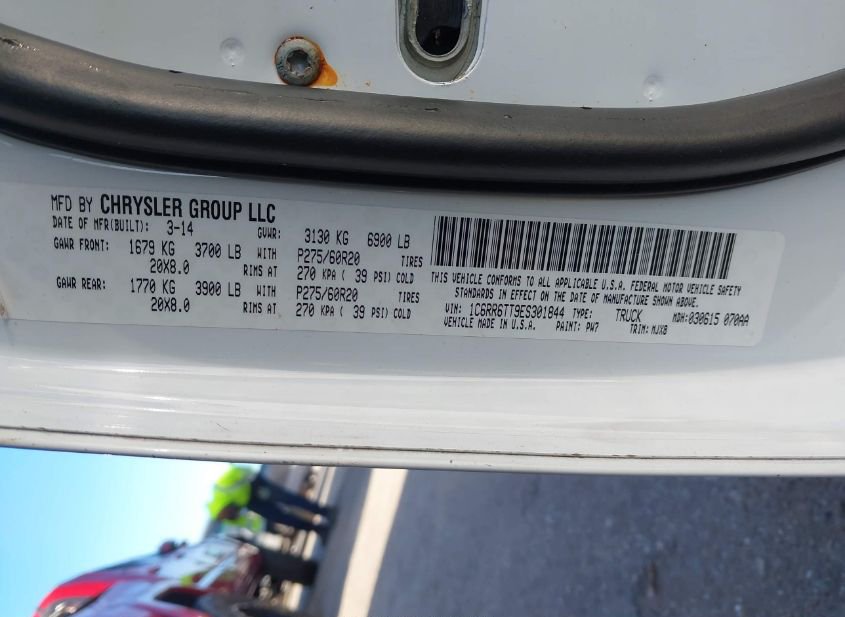 MFD BY CHRYSLER GROUP LLC
DATE OF MFR(BUILT): 3-14 GVWR: 3130 KG 6900 LB
GAWR FRONT: 1679 KG 3700 LB WITH P275/60R20 TIRES
20X8.0 RIMS AT 270 KPA ( 39 PSI) COLD
GAWR REAR: 1770 KG 3900 LB WITH P275/60R20 TIRES
20X8.0 RIMS AT 270 KPA ( 39 PSI) COLD
THIS VEHICLE CONFORMS TO ALL APPLICABLE U.S.A. FEDERAL MOTOR VEHICLE SAFETY
STANDARDS IN EFFECT ON THE DATE OF MANUFACTURE SHOWN ABOVE.
VIN: 1C6RR6TT9ES301844 TYPE: TRUCK MDH:030615 070AA
VEHICLE MADE IN U.S.A. PAINT: PW7 TRIM: MJX8